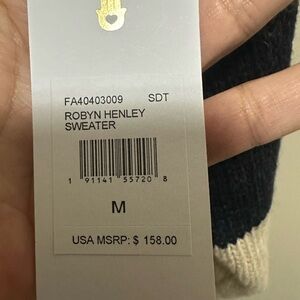 FA40403009 SDT
ROBYN HENLEY
SWEATER
1 91141 55720 8
M
USA MSRP: $ 158.00